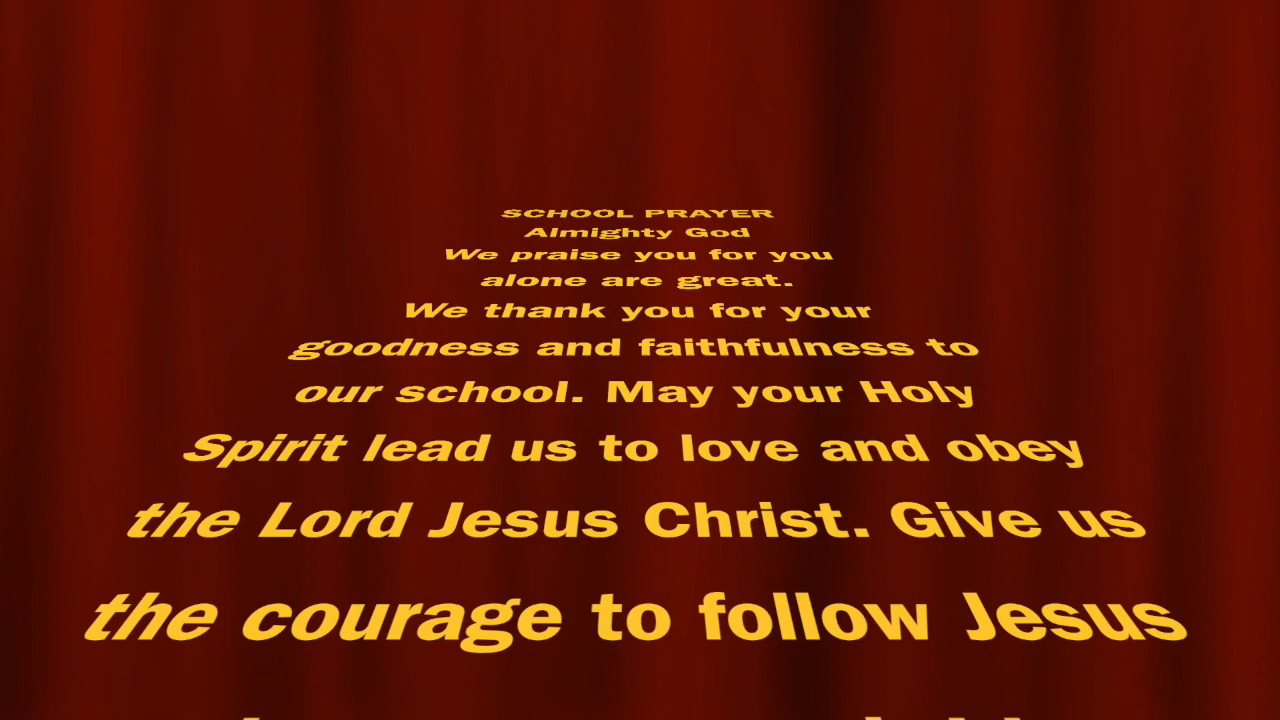 SCHOOL PRAYER
Almighty God
We praise you for you
alone are great.
We thank you for your
goodness and faithfulness to
our school. May your Holy
Spirit lead us to love and obey
the Lord Jesus Christ. Give us
the courage to follow Jesus